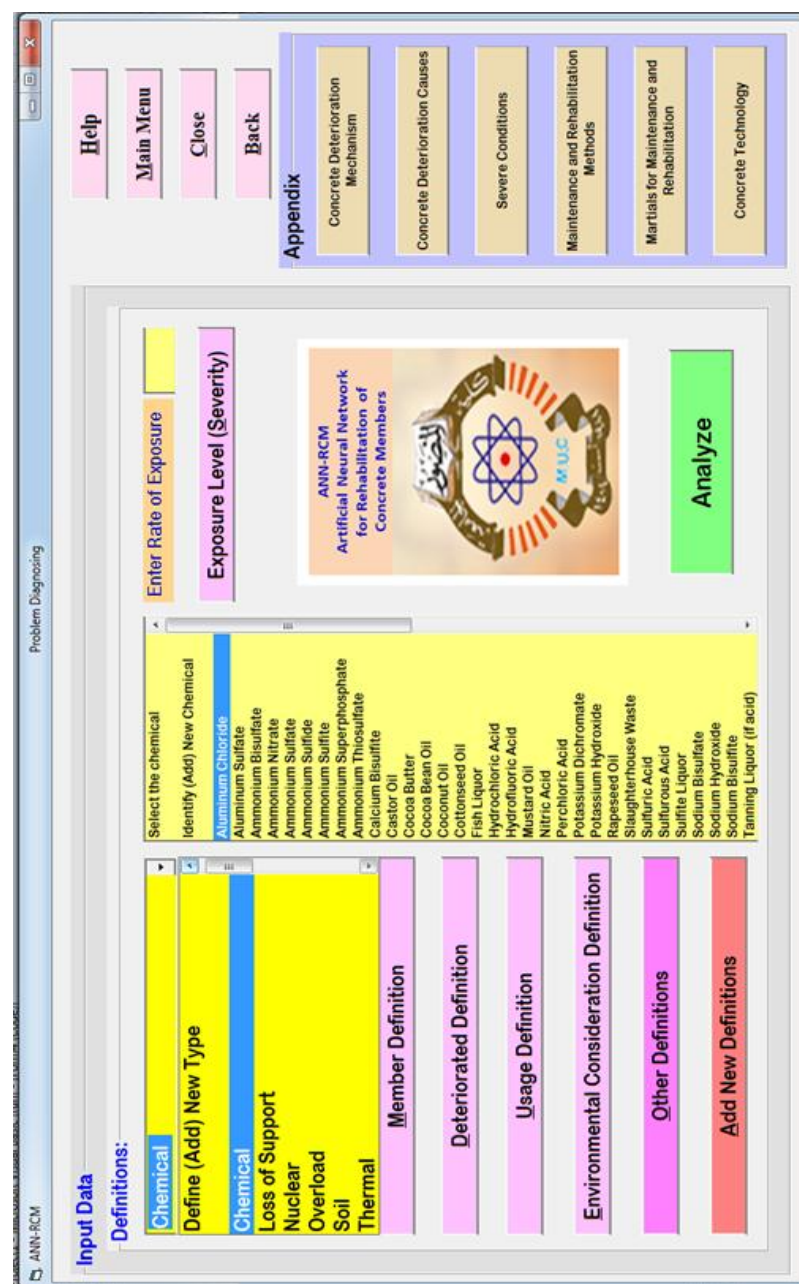 ANN-RCM
Problem Diagnosing
Input Data
Definitions:
Chemical
Define (Add) New Type
Chemical
Loss of Support
Nuclear
Overload
Soil
Thermal
Member Definition
Deteriorated Definition
Usage Definition
Environmental Consideration Definition
Other Definitions
Add New Definitions
Select the chemical
Identify (Add) New Chemical
Aluminum Chloride
Aluminum Sulfate
Ammonium Bisulfate
Ammonium Nitrate
Ammonium Sulfate
Ammonium Sulfide
Ammonium Sulfite
Ammonium Superphosphate
Ammonium Thiosulfate
Calcium Bisulfite
Castor Oil
Cocoa Butter
Cocoa Bean Oil
Coconut Oil
Cottonseed Oil
Fish Liquor
Hydrochloric Acid
Hydrofluoric Acid
Mustard Oil
Nitric Acid
Perchloric Acid
Potassium Dichromate
Potassium Hydroxide
Rapeseed Oil
Slaughterhouse Waste
Sulfuric Acid
Sulfurous Acid
Sulfite Liquor
Sodium Bisulfate
Sodium Hydroxide
Sodium Bisulfite
Tanning Liquor (if acid)
Enter Rate of Exposure
Exposure Level (Severity)
ANN-RCM
Artificial Neural Network
for Rehabilitation of
Concrete Members
M U C
Analyze
Help
Main Menu
Close
Back
Appendix
Concrete Deterioration
Mechanism
Concrete Deterioration Causes
Severe Conditions
Maintenance and Rehabilitation
Methods
Martials for Maintenance and
Rehabilitation
Concrete Technology